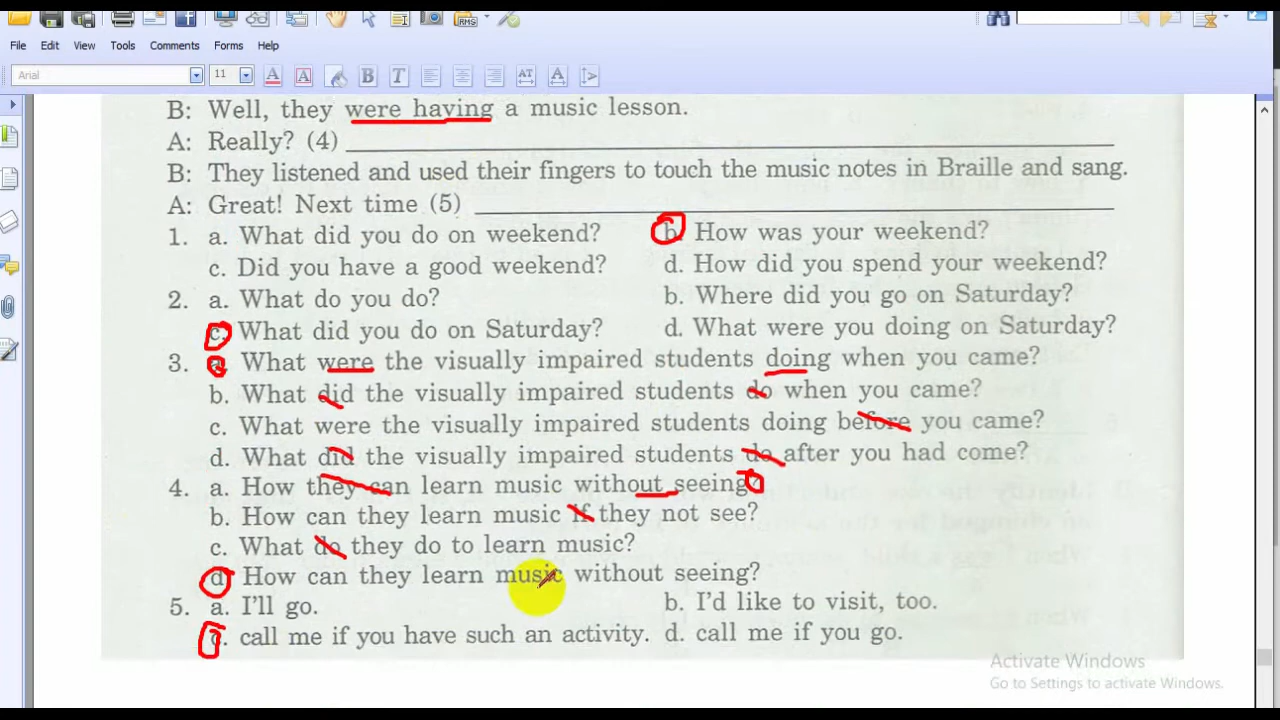 File Edit View Tools Comments Forms Help
Arial 11
B: Well, they were having a music lesson.
A: Really? (4)
B: They listened and used their fingers to touch the music notes in Braille and sang.
A: Great! Next time (5)
1. a. What did you do on weekend? b. How was your weekend?
c. Did you have a good weekend? d. How did you spend your weekend?
2. a. What do you do? b. Where did you go on Saturday?
c. What did you do on Saturday? d. What were you doing on Saturday?
3. a. What were the visually impaired students doing when you came?
b. What did the visually impaired students do when you came?
c. What were the visually impaired students doing before you came?
d. What did the visually impaired students do after you had come?
4. a. How they can learn music without seeing?
b. How can they learn music if they not see?
c. What do they do to learn music?
d. How can they learn music without seeing?
5. a. I'll go. b. I'd like to visit, too.
c. call me if you have such an activity. d. call me if you go.
Activate Windows
Go to Settings to activate Windows.